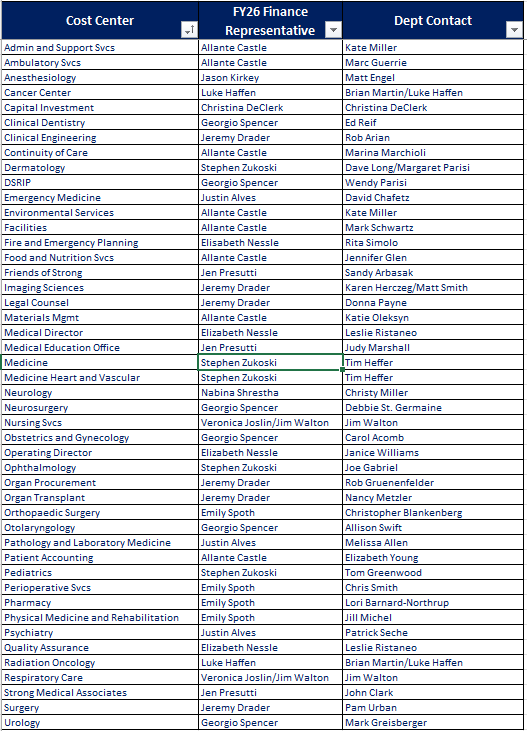 Cost Center	FY26 Finance Representative	Dept Contact
Admin and Support Svcs	Allante Castle	Kate Miller
Ambulatory Svcs	Allante Castle	Marc Guerrie
Anesthesiology	Jason Kirkey	Matt Engel
Cancer Center	Luke Haffen	Brian Martin/Luke Haffen
Capital Investment	Christina DeClerk	Christina DeClerk
Clinical Dentistry	Georgio Spencer	Ed Reif
Clinical Engineering	Jeremy Drader	Rob Arian
Continuity of Care	Allante Castle	Marina Marchioli
Dermatology	Stephen Zukoski	Dave Long/Margaret Parisi
DSRIP	Georgio Spencer	Wendy Parisi
Emergency Medicine	Justin Alves	David Chafetz
Environmental Services	Allante Castle	Kate Miller
Facilities	Allante Castle	Mark Schwartz
Fire and Emergency Planning	Elisabeth Nessle	Rita Simolo
Food and Nutrition Svcs	Allante Castle	Jennifer Glen
Friends of Strong	Jen Presutti	Sandy Arbasak
Imaging Sciences	Jeremy Drader	Karen Herczeg/Matt Smith
Legal Counsel	Jeremy Drader	Donna Payne
Materials Mgmt	Allante Castle	Katie Oleksyn
Medical Director	Elizabeth Nessle	Leslie Ristaneo
Medical Education Office	Jen Presutti	Judy Marshall
Medicine	Stephen Zukoski	Tim Heffer
Medicine Heart and Vascular	Stephen Zukoski	Tim Heffer
Neurology	Nabina Shrestha	Christy Miller
Neurosurgery	Georgio Spencer	Debbie St. Germaine
Nursing Svcs	Veronica Joslin/Jim Walton	Jim Walton
Obstetrics and Gynecology	Georgio Spencer	Carol Acomb
Operating Director	Elizabeth Nessle	Janice Williams
Ophthalmology	Stephen Zukoski	Joe Gabriel
Organ Procurement	Jeremy Drader	Rob Gruenenfelder
Organ Transplant	Jeremy Drader	Nancy Metzler
Orthopaedic Surgery	Emily Spoth	Christopher Blankenberg
Otolaryngology	Georgio Spencer	Allison Swift
Pathology and Laboratory Medicine	Justin Alves	Melissa Allen
Patient Accounting	Allante Castle	Elizabeth Young
Pediatrics	Stephen Zukoski	Tom Greenwood
Perioperative Svcs	Emily Spoth	Chris Smith
Pharmacy	Emily Spoth	Lori Barnard-Northrup
Physical Medicine and Rehabilitation	Emily Spoth	Jill Michel
Psychiatry	Justin Alves	Patrick Seche
Quality Assurance	Elizabeth Nessle	Leslie Ristaneo
Radiation Oncology	Luke Haffen	Brian Martin/Luke Haffen
Respiratory Care	Veronica Joslin/Jim Walton	Jim Walton
Strong Medical Associates	Jen Presutti	John Clark
Surgery	Jeremy Drader	Pam Urban
Urology	Georgio Spencer	Mark Greisberger